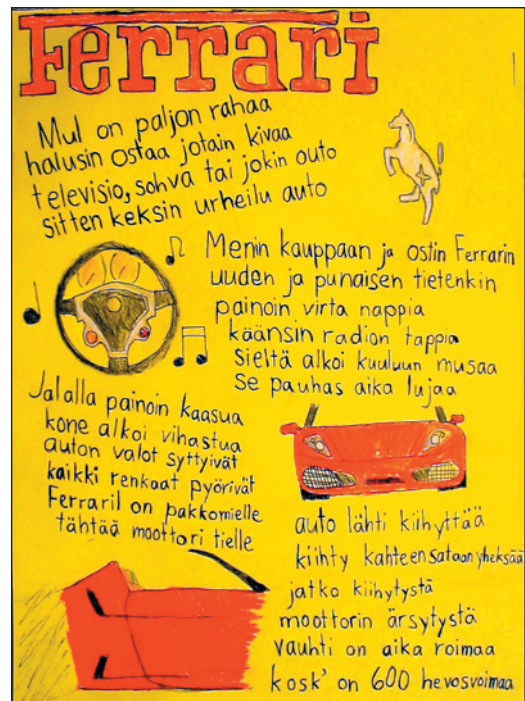 Ferrari
Mul on paljon rahaa
halusin ostaa jotain kivaa
televisio, sohva tai jokin outo
sitten keksin urheilu auto
Menin kauppaan ja ostin Ferrarin
uuden ja punaisen tietenkin
painoin virta nappia
käänsin radion tappia
sieltä alkoi kuuluun musaa
se pauhas aika lujaa
Jalalla painoin kaasua
kone alkoi vihastua
auton valot syttyivät
kaikki renkaat pyörivät
Ferraril on pakkomielle
tähtää moottori tielle
auto lähti kiihyttää
kiihty kahteensataanyheksää
jatko kiihytystä
moottorin ärsytystä
vauhti on aika roimaa
kosk' on 600 hevosvoimaa